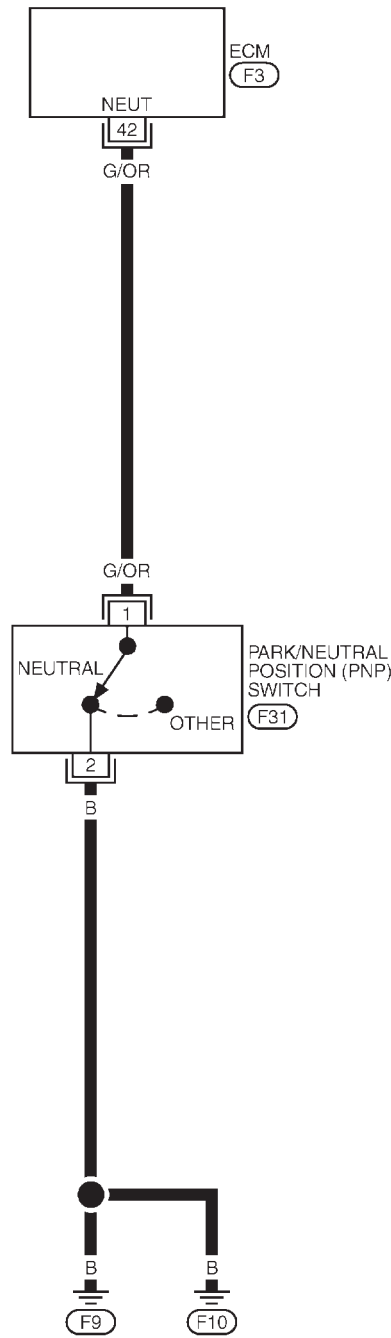 ECM
F3
NEUT
42
G/OR
G/OR
1
PARK/NEUTRAL
POSITION (PNP)
SWITCH
F31
NEUTRAL
OTHER
2
B
B
B
F9
F10